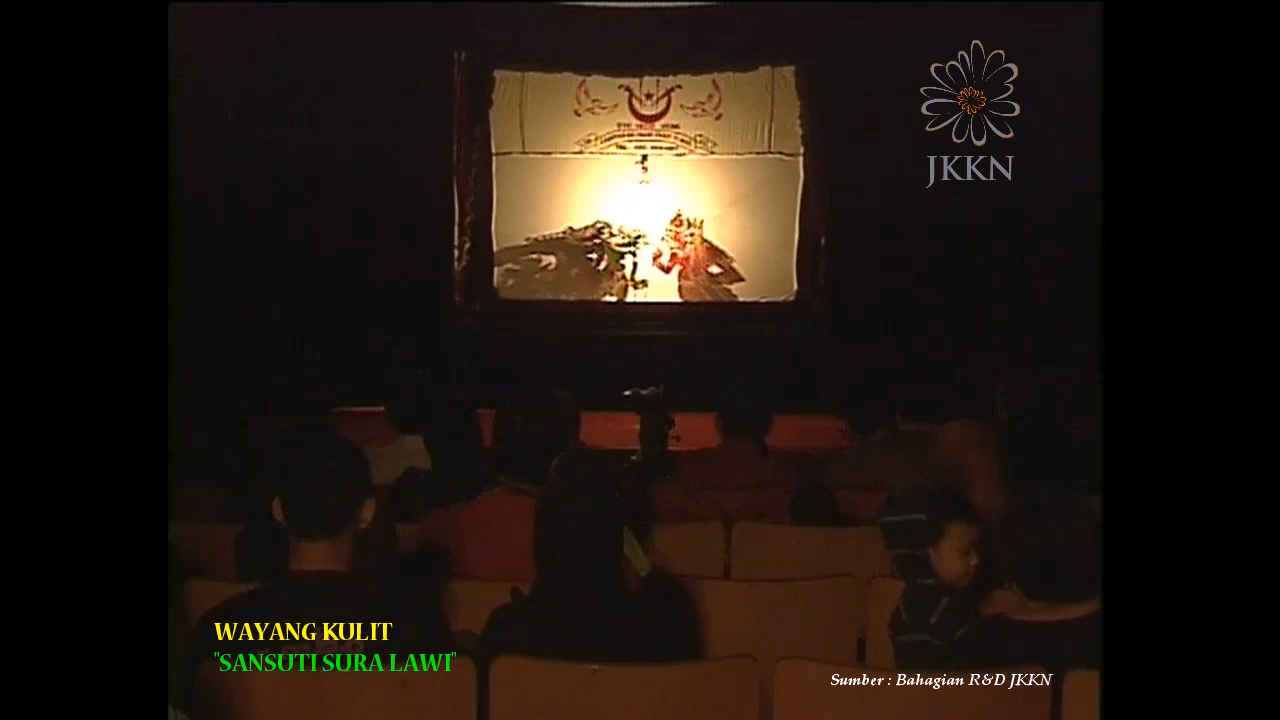 JKKN
WAYANG KULIT
"SANSUTI SURA LAWI"
Sumber : Bahagian R&D JKKN